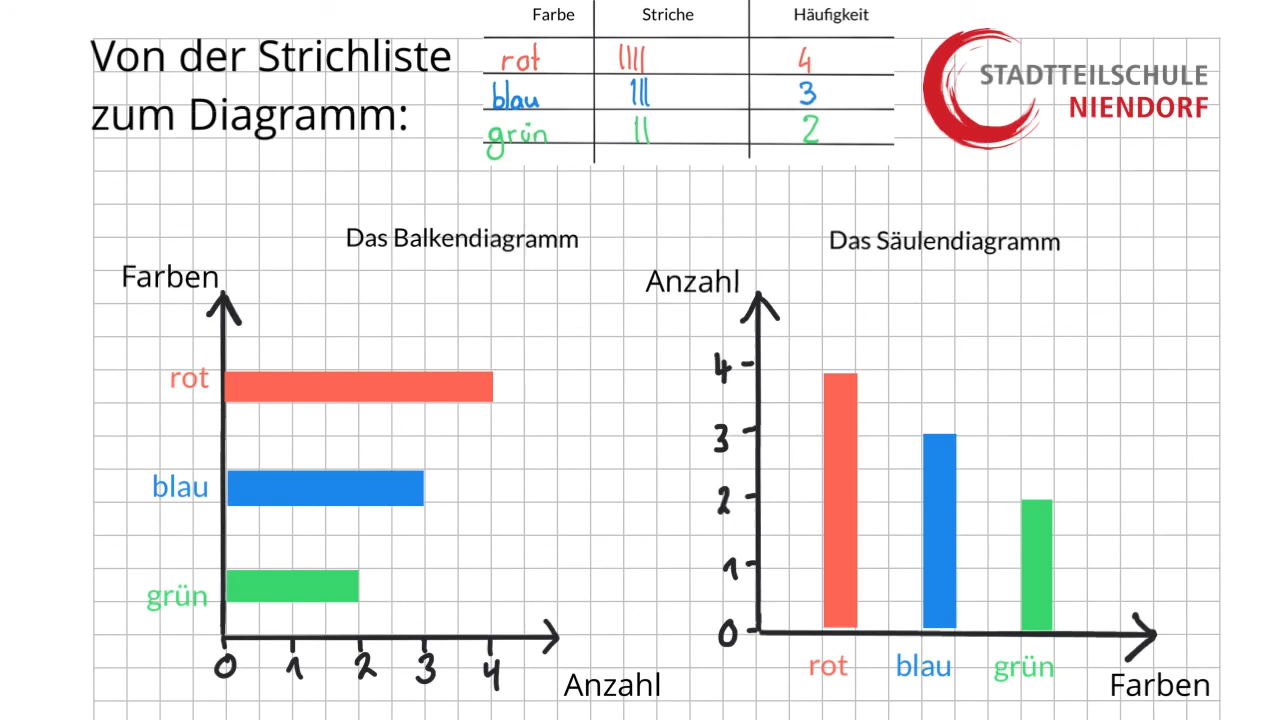 Von der Strichliste
zum Diagramm:
Farbe Striche Häufigkeit
rot |||| 4
blau ||| 3
grün || 2
STADTTEILSCHULE
NIENDORF
Das Balkendiagramm
Farben
rot
blau
grün
0 1 2 3 4
Anzahl
Das Säulendiagramm
Anzahl
4
3
2
1
0
rot blau grün
Farben